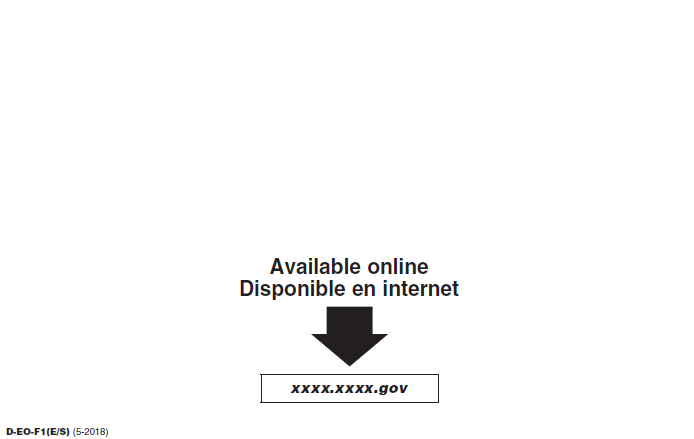 Available online
Disponible en internet
xxxx.xxxx.gov
D-EO-F1(E/S) (5-2018)